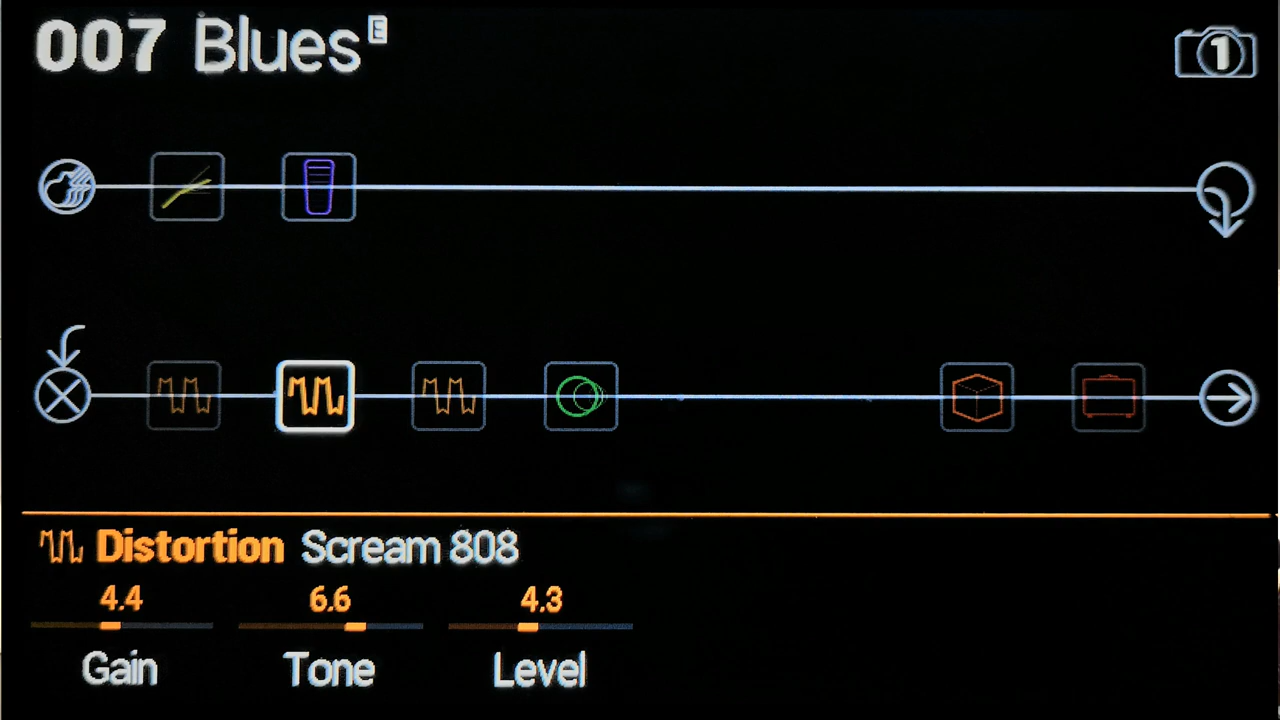 007 Blues E
1
Distortion Scream 808
4.4 6.6 4.3
Gain Tone Level